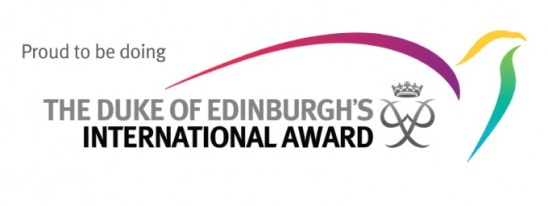 Proud to be doing
THE DUKE OF EDINBURGH'S
INTERNATIONAL AWARD